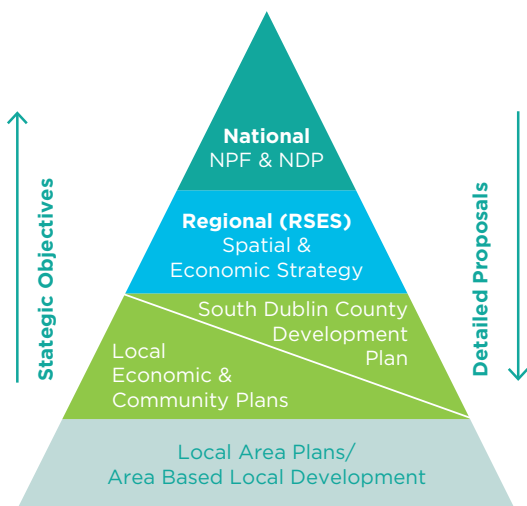 National
NPF & NDP
Regional (RSES)
Spatial &
Economic Strategy
South Dublin County
Development
Plan
Local
Economic &
Community Plans
Local Area Plans/
Area Based Local Development
Stategic Objectives
Detailed Proposals